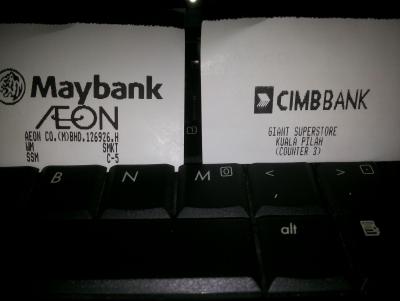 Maybank
AEON
AEON CO.(M)BHD.126926.H
WM SMKT
SSM C-5
CIMBBANK
GIANT SUPERSTORE
KUALA PILAH
(COUNTER 3)
B N M < >
,
alt